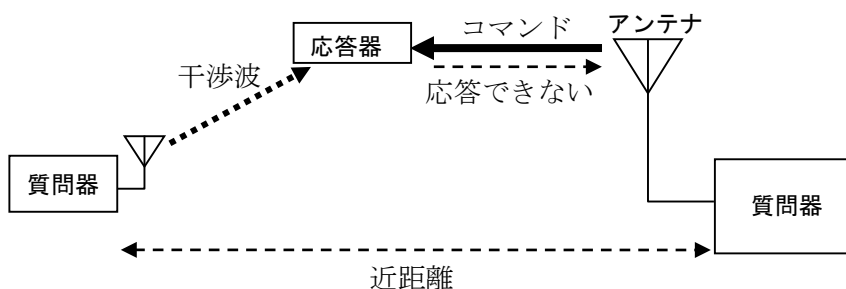 コマンド
アンテナ
応答器
干渉波
応答できない
質問器
質問器
近距離